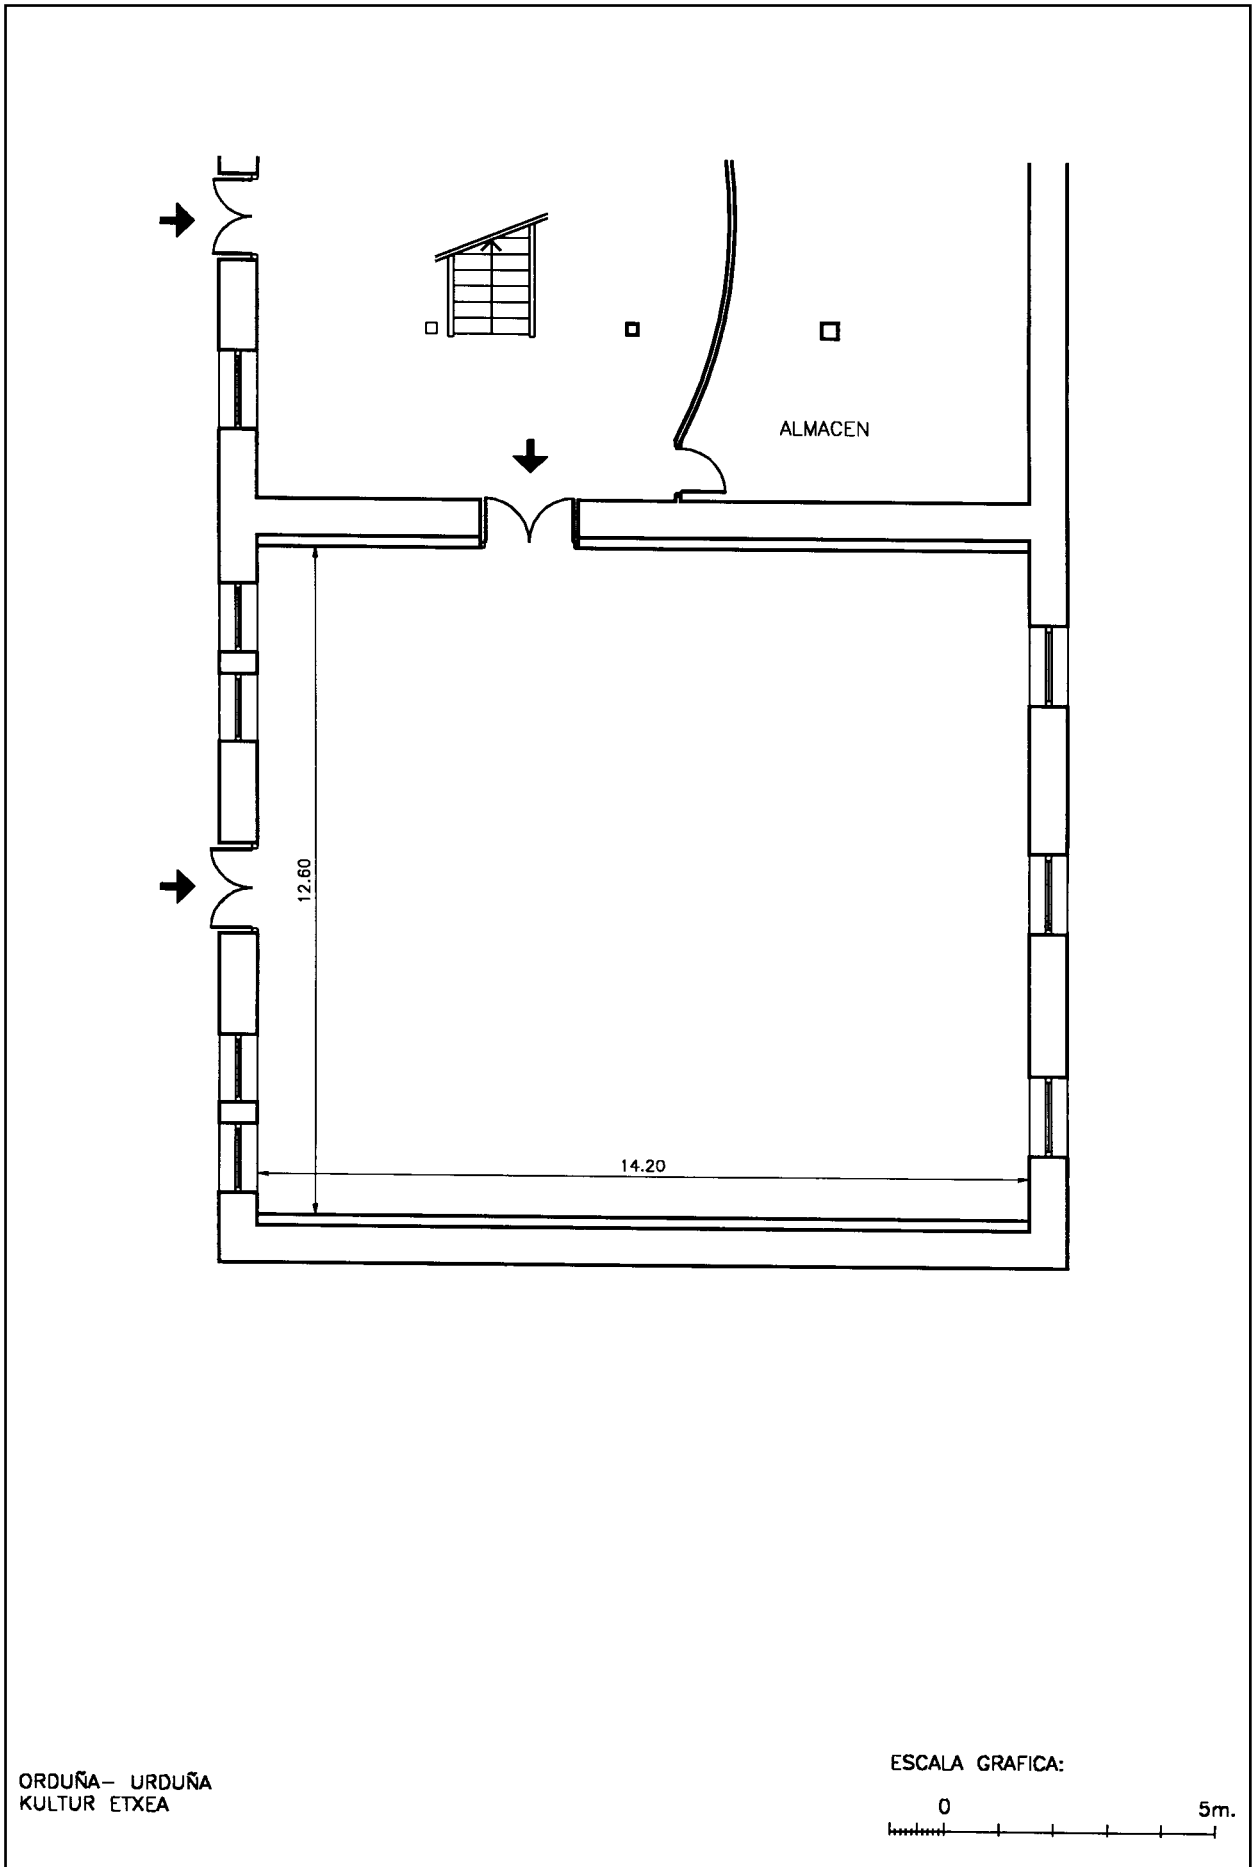 ALMACEN
12.60
14.20
ORDUÑA- URDUÑA
KULTUR ETXEA
ESCALA GRAFICA:
0 5m.